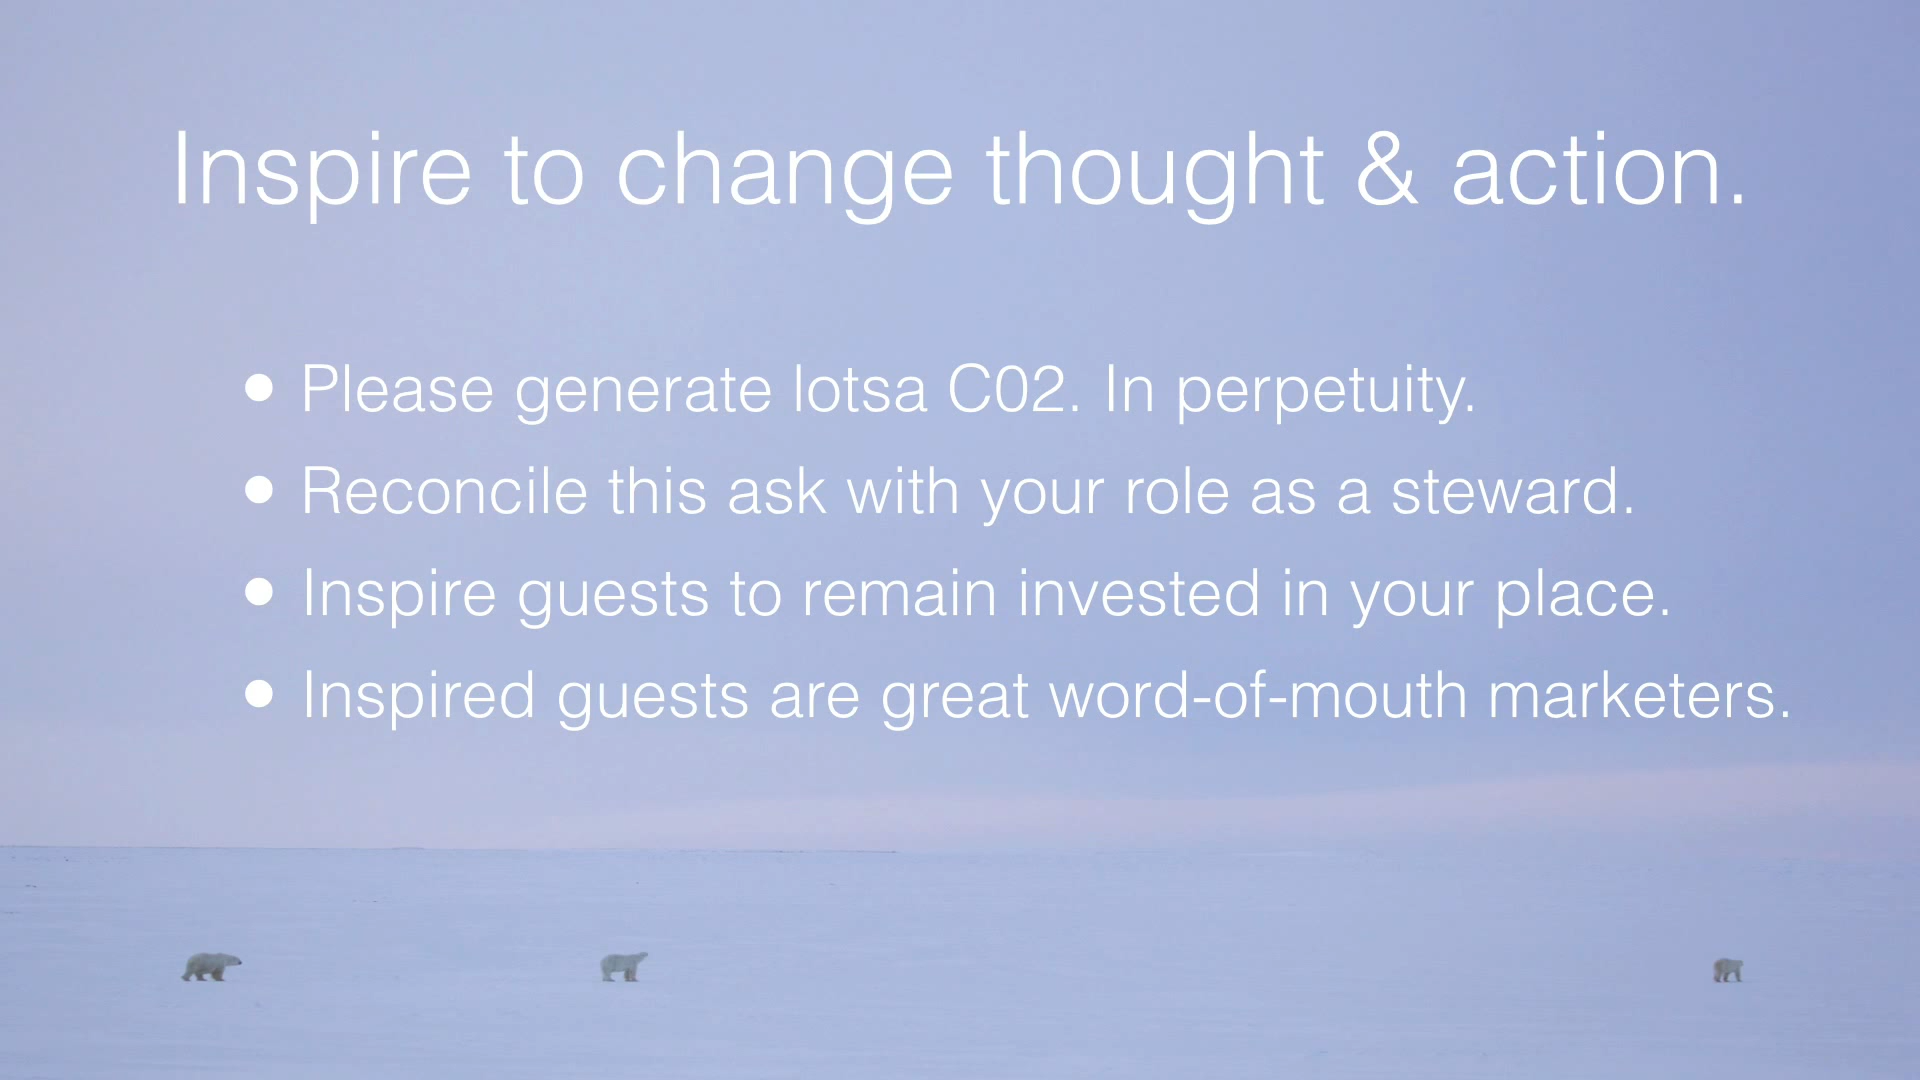 Inspire to change thought & action.
• Please generate lotsa C02. In perpetuity.
• Reconcile this ask with your role as a steward.
• Inspire guests to remain invested in your place.
• Inspired guests are great word-of-mouth marketers.